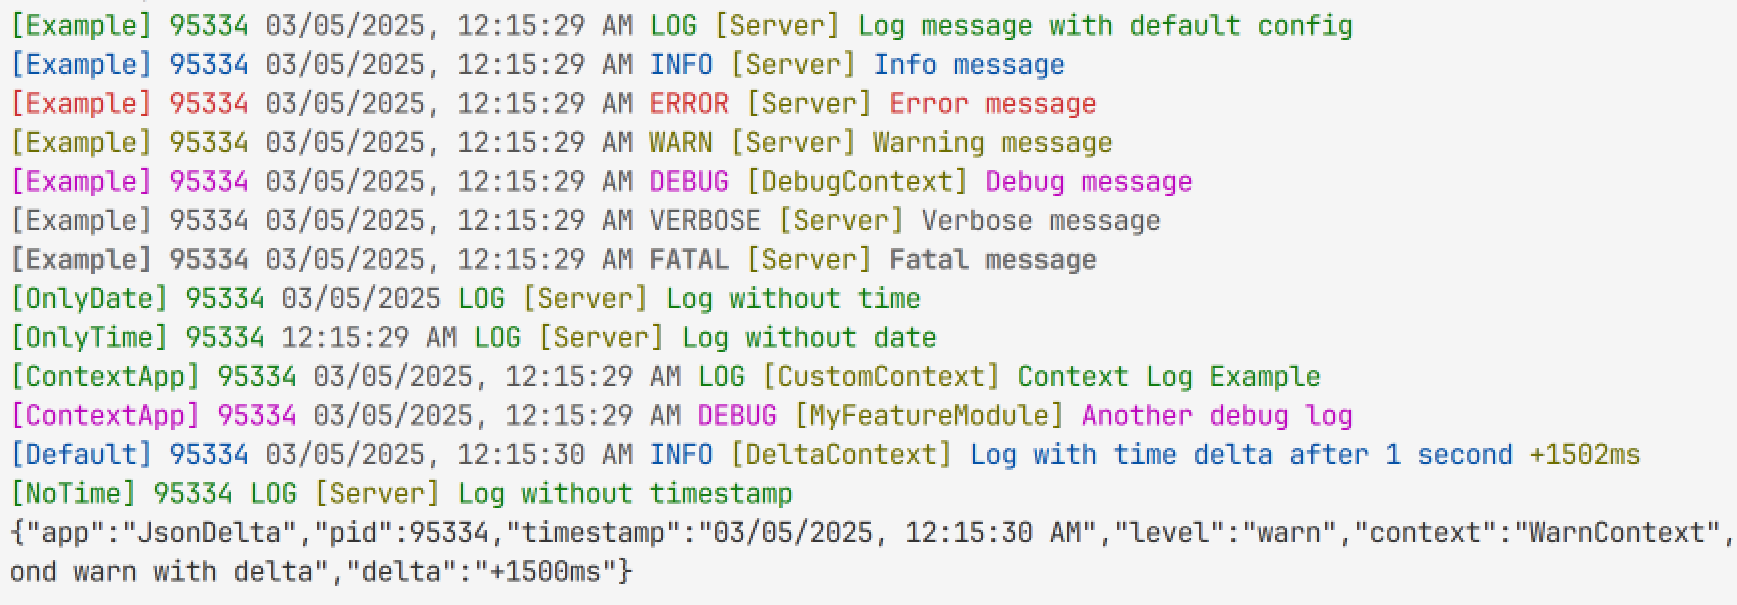 [Example] 95334 03/05/2025, 12:15:29 AM LOG [Server] Log message with default config
[Example] 95334 03/05/2025, 12:15:29 AM INFO [Server] Info message
[Example] 95334 03/05/2025, 12:15:29 AM ERROR [Server] Error message
[Example] 95334 03/05/2025, 12:15:29 AM WARN [Server] Warning message
[Example] 95334 03/05/2025, 12:15:29 AM DEBUG [DebugContext] Debug message
[Example] 95334 03/05/2025, 12:15:29 AM VERBOSE [Server] Verbose message
[Example] 95334 03/05/2025, 12:15:29 AM FATAL [Server] Fatal message
[OnlyDate] 95334 03/05/2025 LOG [Server] Log without time
[OnlyTime] 95334 12:15:29 AM LOG [Server] Log without date
[ContextApp] 95334 03/05/2025, 12:15:29 AM LOG [CustomContext] Context Log Example
[ContextApp] 95334 03/05/2025, 12:15:29 AM DEBUG [MyFeatureModule] Another debug log
[Default] 95334 03/05/2025, 12:15:30 AM INFO [DeltaContext] Log with time delta after 1 second +1502ms
[NoTime] 95334 LOG [Server] Log without timestamp
{"app":"JsonDelta","pid":95334,"timestamp":"03/05/2025, 12:15:30 AM","level":"warn","context":"WarnContext",
ond warn with delta","delta":"+1500ms"}